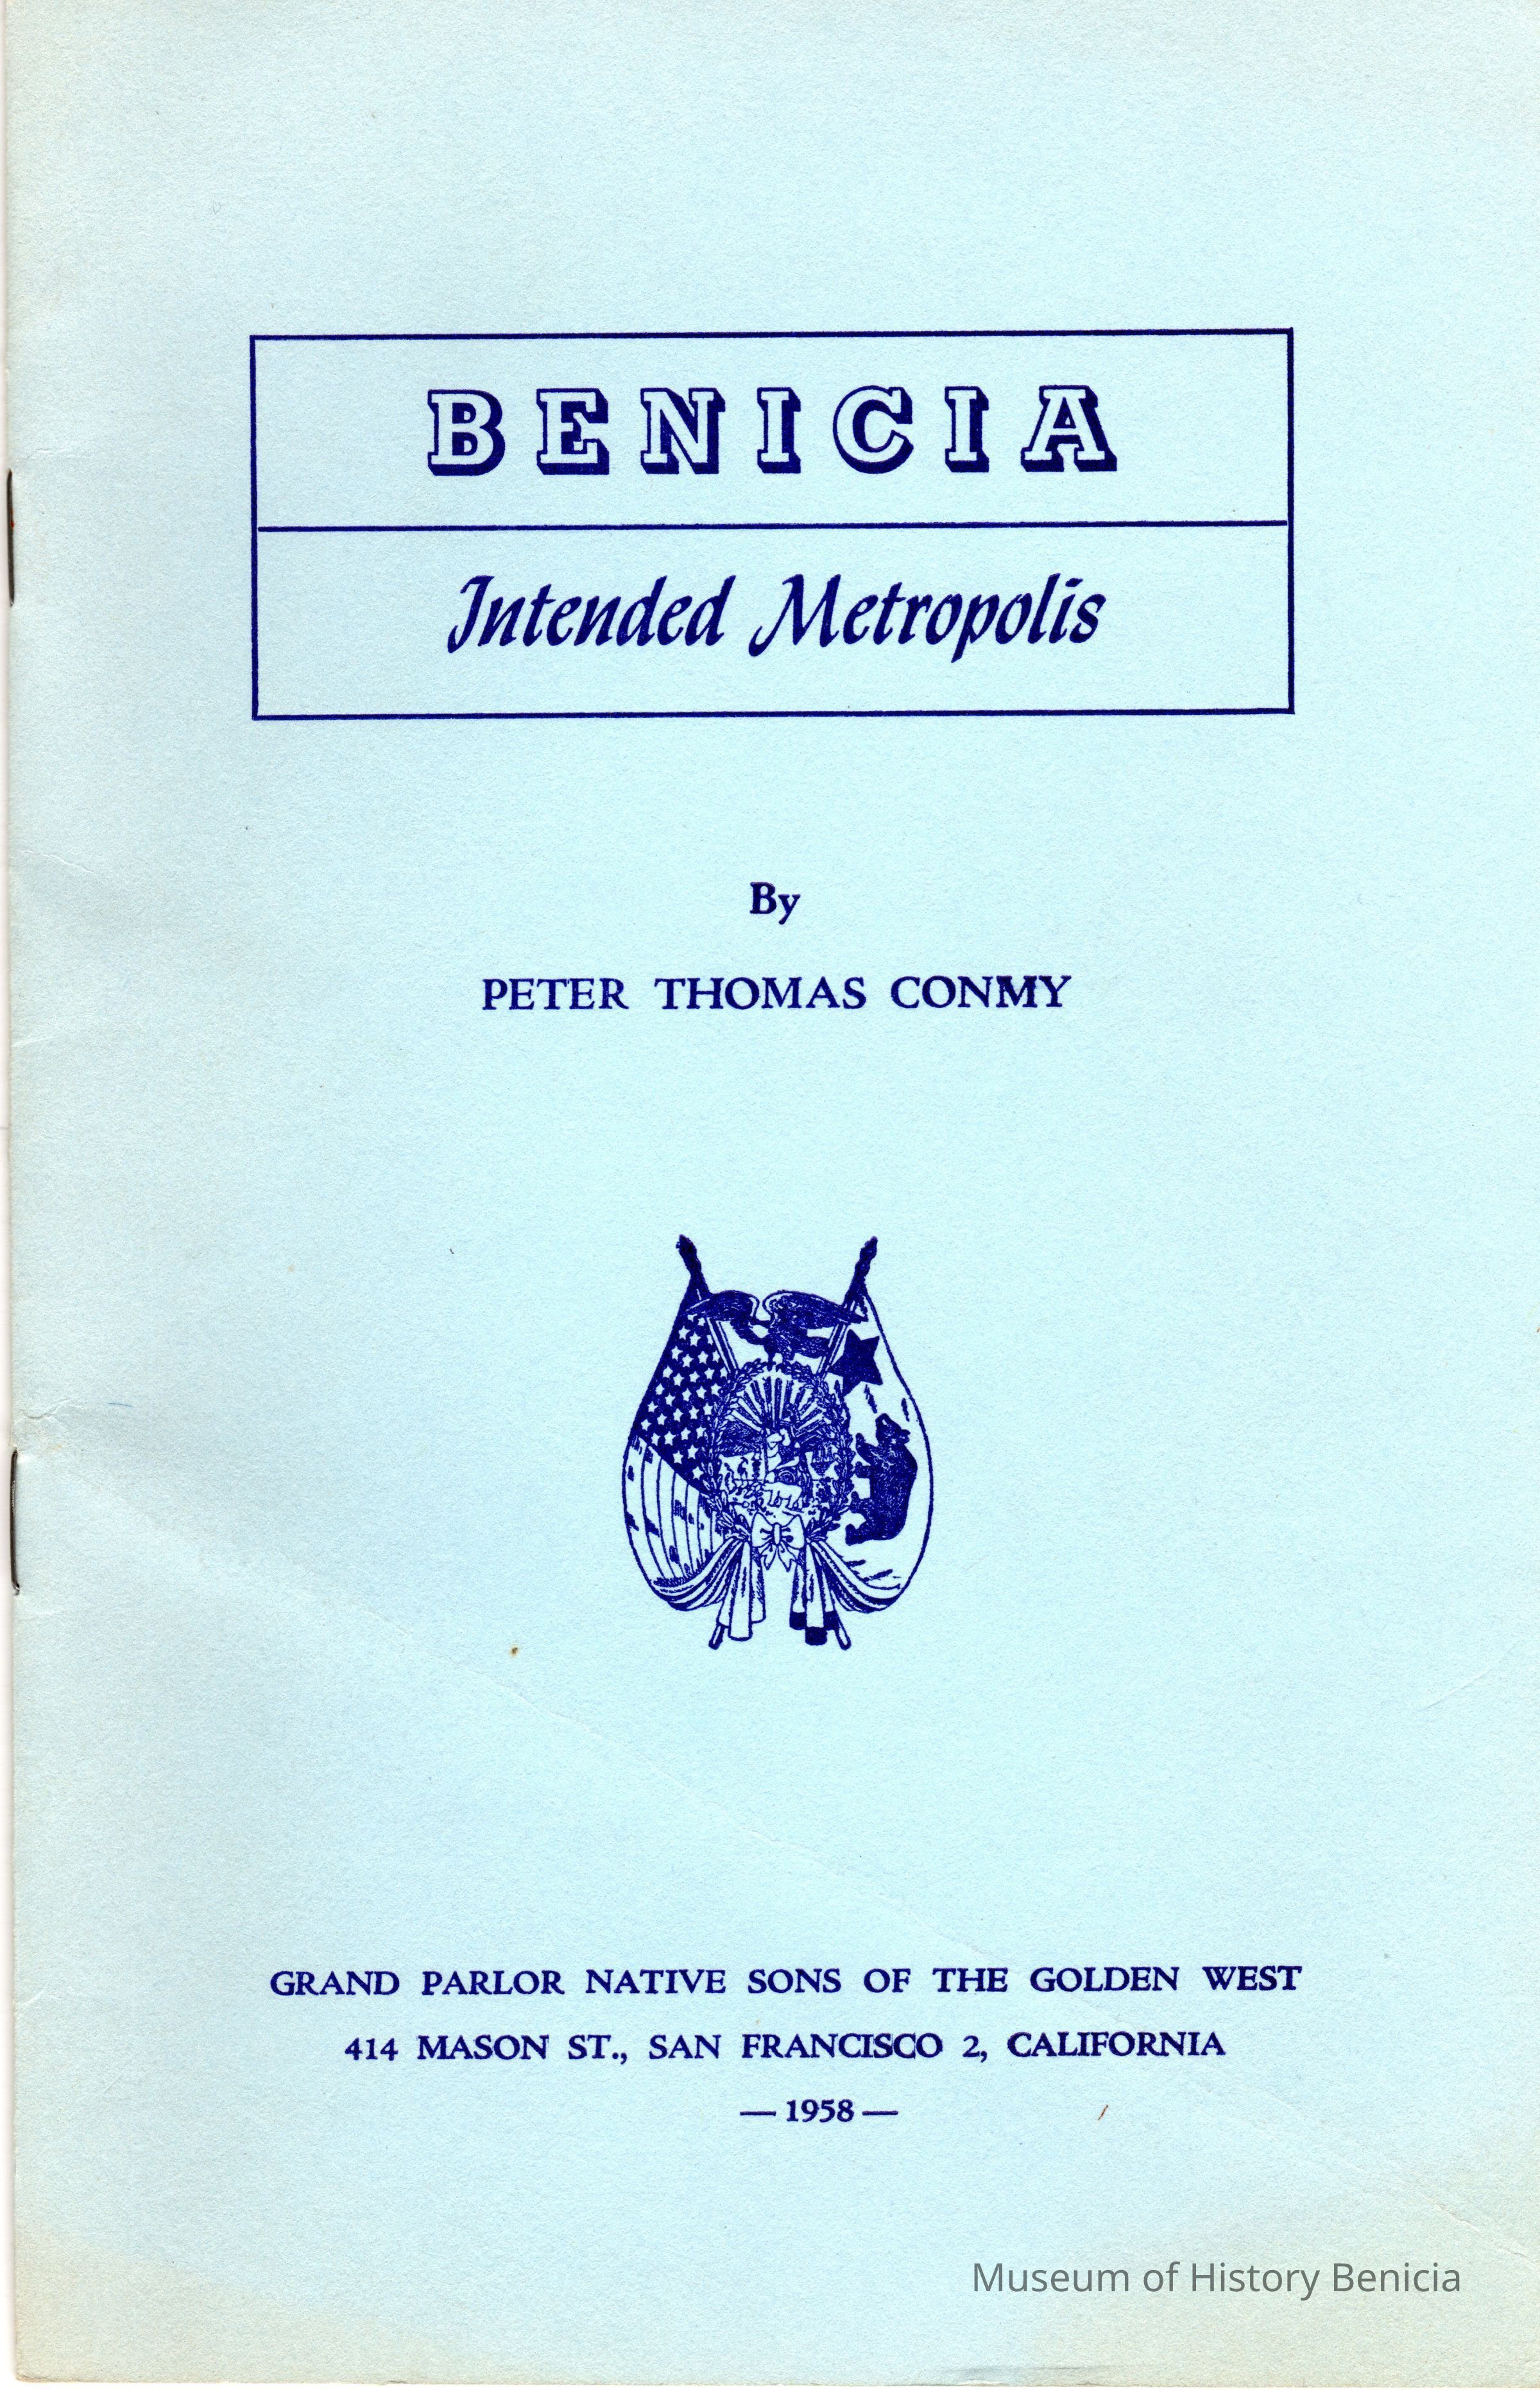 BENICIA
Intended Metropolis
By
PETER THOMAS CONMY
GRAND PARLOR NATIVE SONS OF THE GOLDEN WEST
414 MASON ST., SAN FRANCISCO 2, CALIFORNIA
— 1958 —
Museum of History Benicia